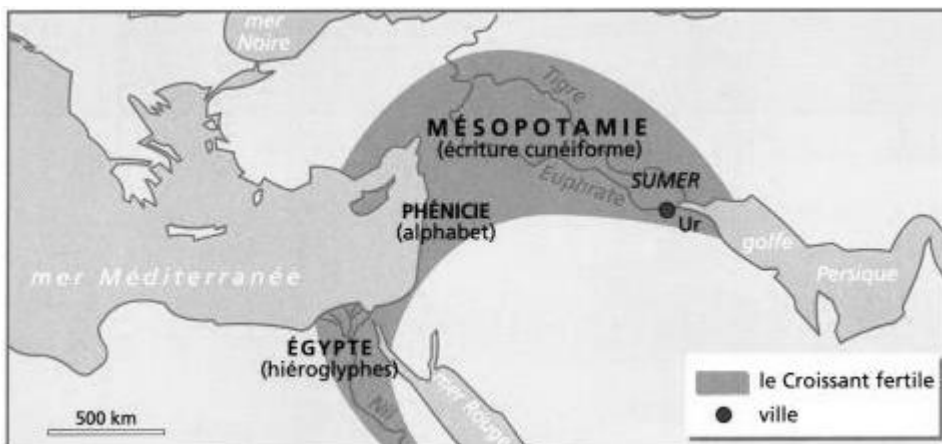 mer
Noire
Tigre
MÉSOPOTAMIE
(écriture cunéiforme)
Euphrate
SUMER
Ur
PHÉNICIE
(alphabet)
golfe
Persique
mer Méditerranée
ÉGYPTE
(hiéroglyphes)
Nil
mer Rouge
500 km
le Croissant fertile
ville